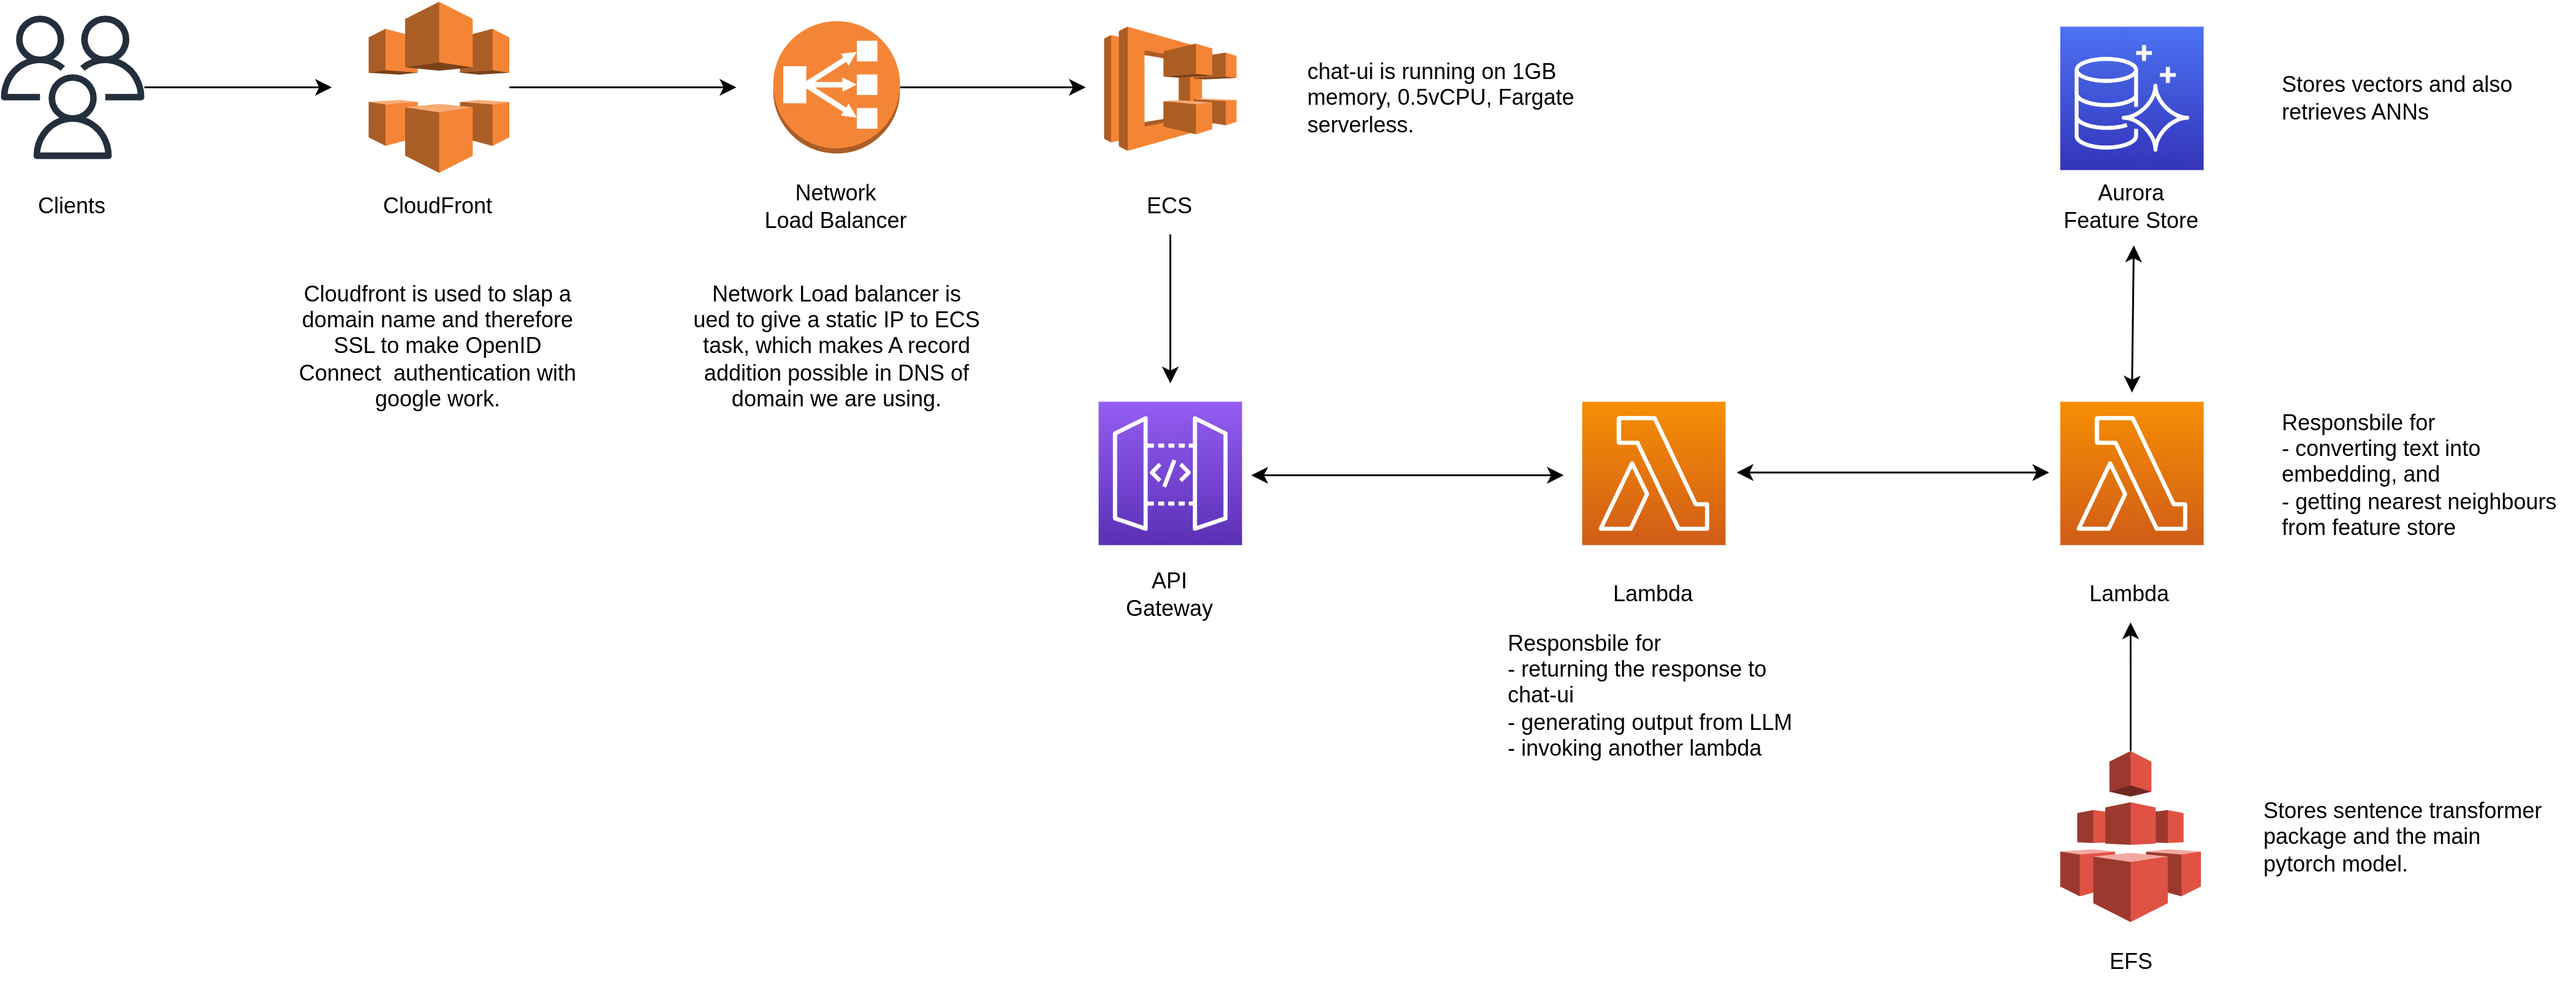 Clients
CloudFront
Network
Load Balancer
ECS
chat-ui is running on 1GB
memory, 0.5vCPU, Fargate
serverless.
Aurora
Feature Store
Stores vectors and also
retrieves ANNs
Cloudfront is used to slap a
domain name and therefore
SSL to make OpenID
Connect  authentication with
google work.
Network Load balancer is
ued to give a static IP to ECS
task, which makes A record
addition possible in DNS of
domain we are using.
API
Gateway
Lambda
Responsbile for
- returning the response to
chat-ui
- generating output from LLM
- invoking another lambda
Lambda
Responsbile for
- converting text into
embedding, and
- getting nearest neighbours
from feature store
Stores sentence transformer
package and the main
pytorch model.
EFS